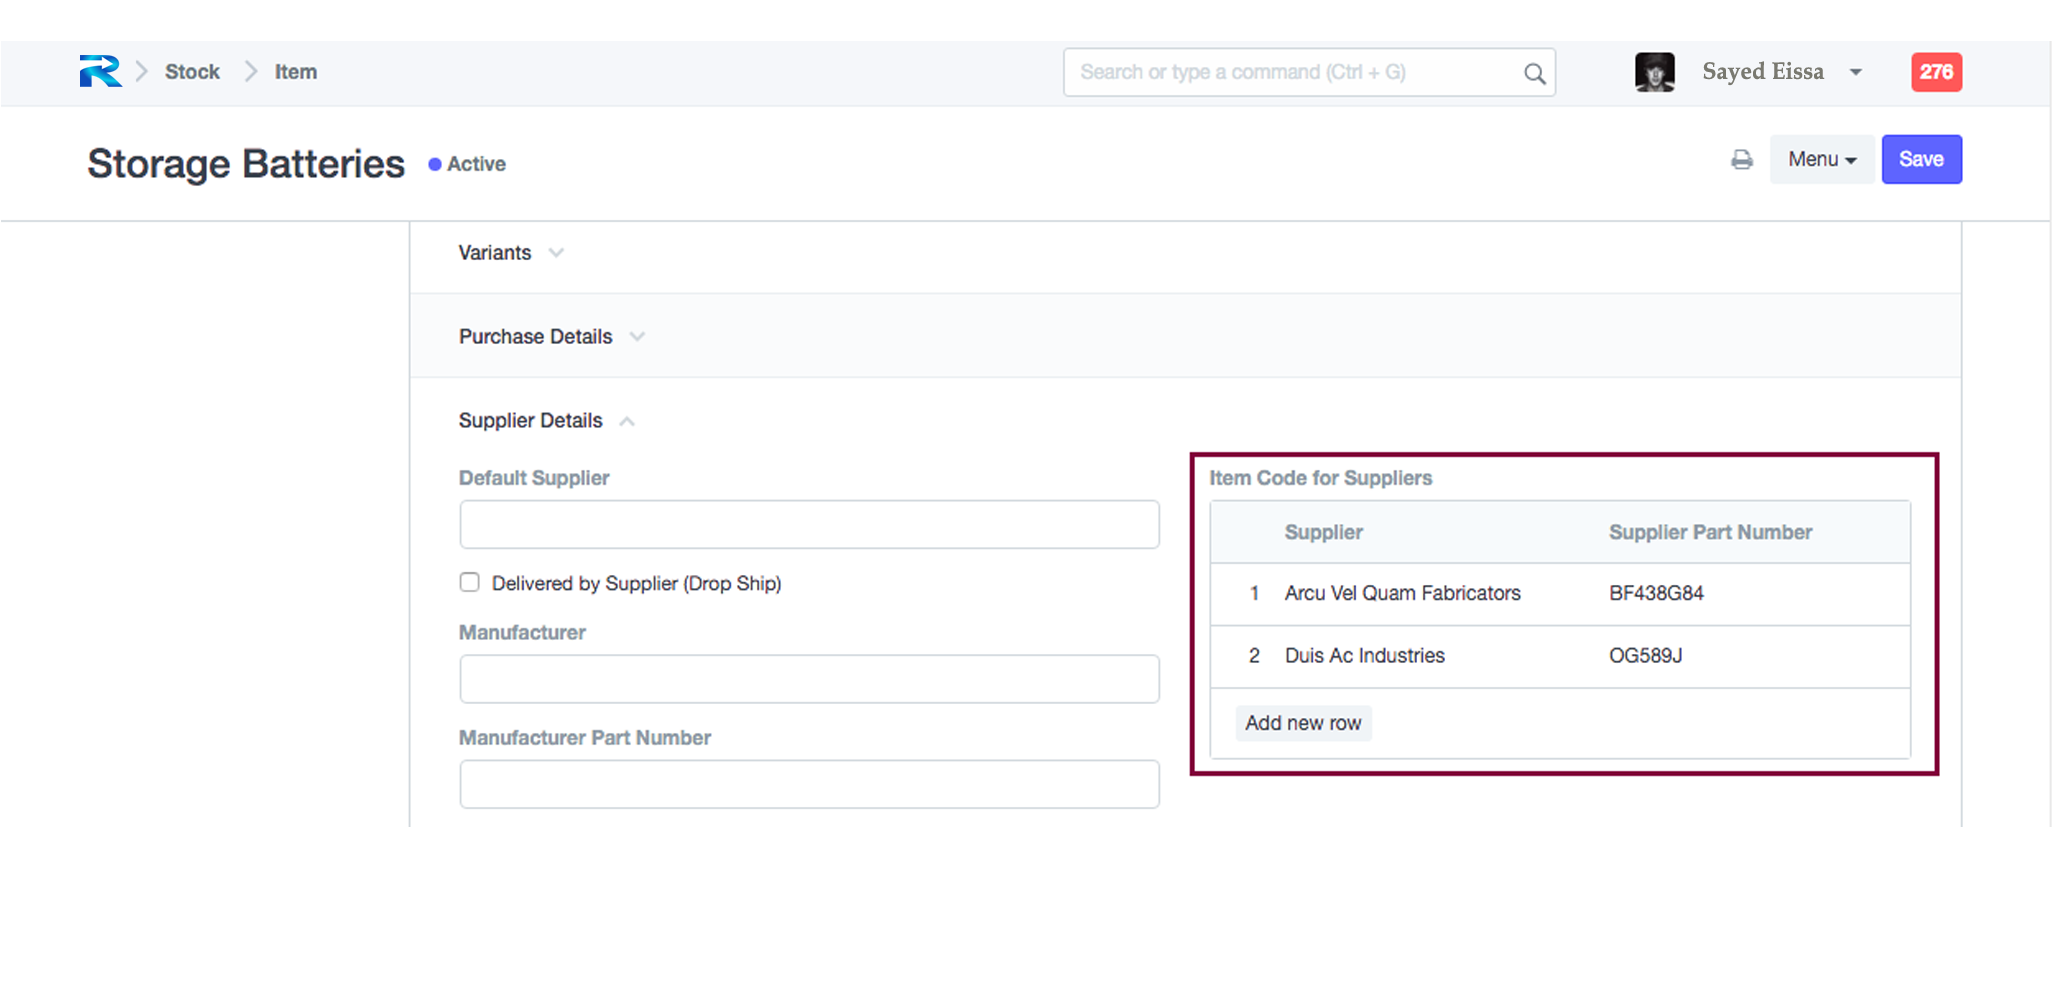 Stock Item Search or type a command (Ctrl + G) Sayed Eissa 276
Storage Batteries Active Menu Save
Variants
Purchase Details
Supplier Details
Default Supplier
Delivered by Supplier (Drop Ship)
Manufacturer
Manufacturer Part Number
Item Code for Suppliers
Supplier Supplier Part Number
1 Arcu Vel Quam Fabricators BF438G84
2 Duis Ac Industries OG589J
Add new row